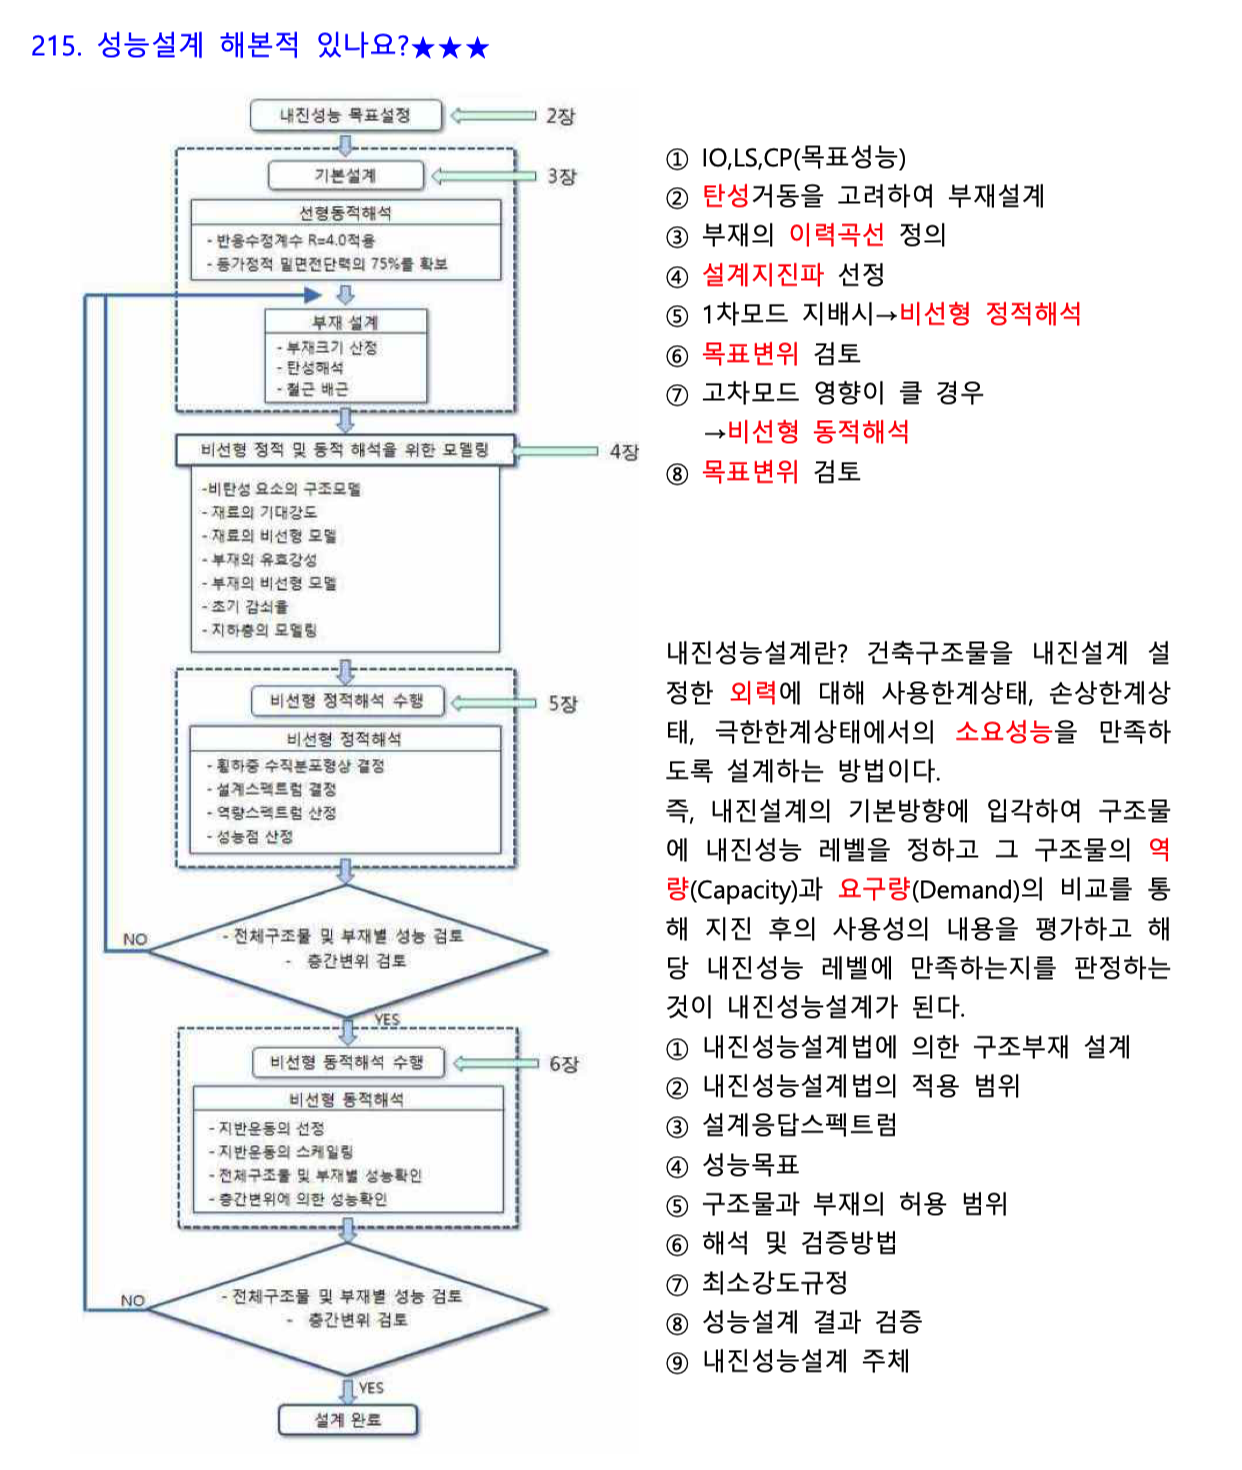 215. 성능설계 해본적 있나요?★★★
내진성능 목표설정
2장
기본설계
3장
선형동적해석
- 반응수정계수 R=4.0적용
- 등가정적 밑면전단력의 75%를 확보
부재 설계
- 부재크기 산정
- 탄성해석
- 철근 배근
비선형 정적 및 동적 해석을 위한 모델링
4장
-비탄성 요소의 구조모델
- 재료의 기대강도
- 재료의 비선형 모델
- 부재의 유효강성
- 부재의 비선형 모델
- 초기 감쇠율
- 지하층의 모델링
비선형 정적해석 수행
5장
비선형 정적해석
- 횡하중 수직분포형상 결정
- 설계스펙트럼 결정
- 역량스펙트럼 산정
- 성능점 산정
NO
- 전체구조물 및 부재별 성능 검토
- 층간변위 검토
YES
비선형 동적해석 수행
6장
비선형 동적해석
- 지반운동의 선정
- 지반운동의 스케일링
- 전체구조물 및 부재별 성능확인
- 층간변위에 의한 성능확인
NO
- 전체구조물 및 부재별 성능 검토
- 층간변위 검토
YES
설계 완료
① IO,LS,CP(목표성능)
② 탄성거동을 고려하여 부재설계
③ 부재의 이력곡선 정의
④ 설계지진파 선정
⑤ 1차모드 지배시→비선형 정적해석
⑥ 목표변위 검토
⑦ 고차모드 영향이 클 경우
→비선형 동적해석
⑧ 목표변위 검토
내진성능설계란? 건축구조물을 내진설계 설
정한 외력에 대해 사용한계상태, 손상한계상
태, 극한한계상태에서의 소요성능을 만족하
도록 설계하는 방법이다.
즉, 내진설계의 기본방향에 입각하여 구조물
에 내진성능 레벨을 정하고 그 구조물의 역
량(Capacity)과 요구량(Demand)의 비교를 통
해 지진 후의 사용성의 내용을 평가하고 해
당 내진성능 레벨에 만족하는지를 판정하는
것이 내진성능설계가 된다.
① 내진성능설계법에 의한 구조부재 설계
② 내진성능설계법의 적용 범위
③ 설계응답스펙트럼
④ 성능목표
⑤ 구조물과 부재의 허용 범위
⑥ 해석 및 검증방법
⑦ 최소강도규정
⑧ 성능설계 결과 검증
⑨ 내진성능설계 주체